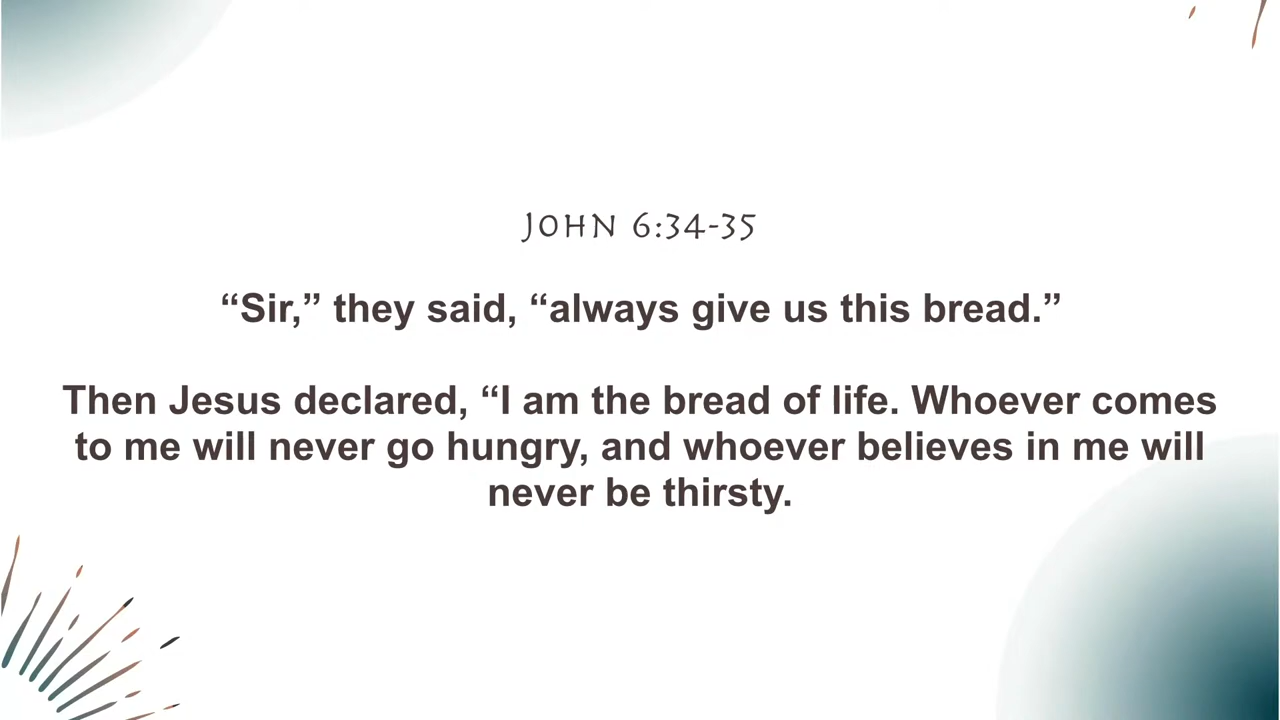 JOHN 6:34-35
“Sir,” they said, “always give us this bread.”
Then Jesus declared, “I am the bread of life. Whoever comes
to me will never go hungry, and whoever believes in me will
never be thirsty.